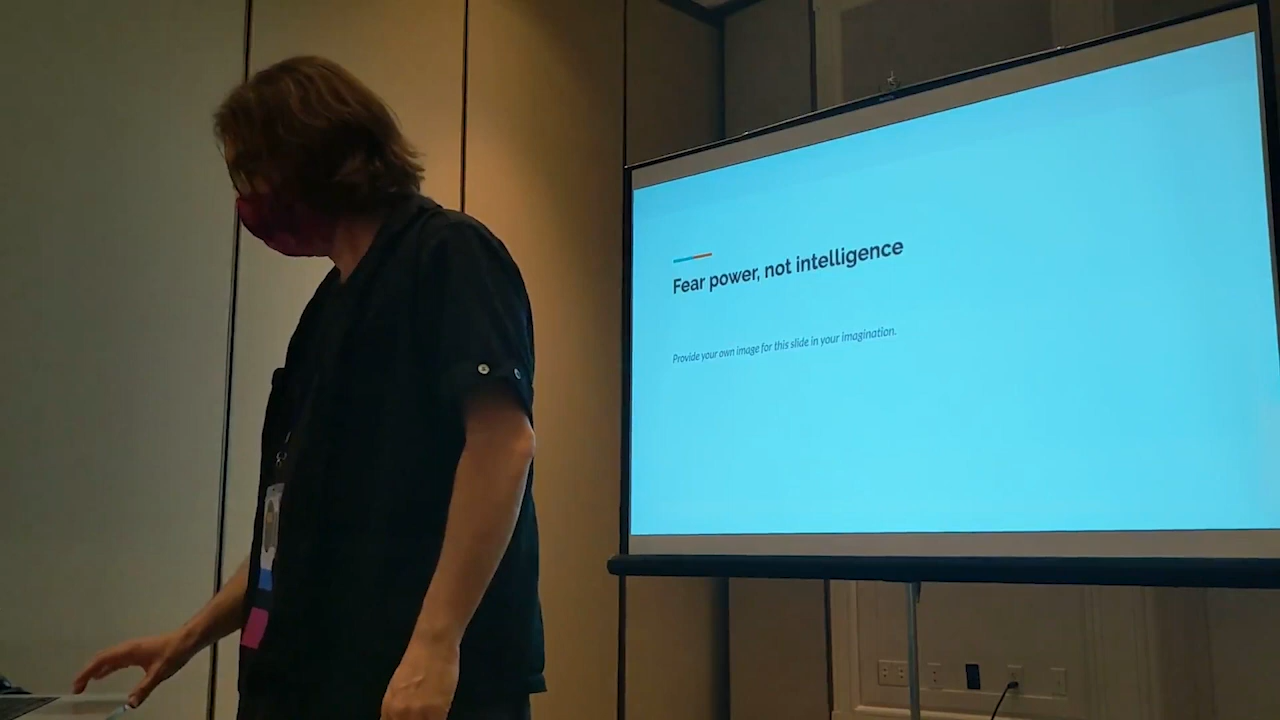 Fear power, not intelligence
Provide your own image for this slide in your imagination.